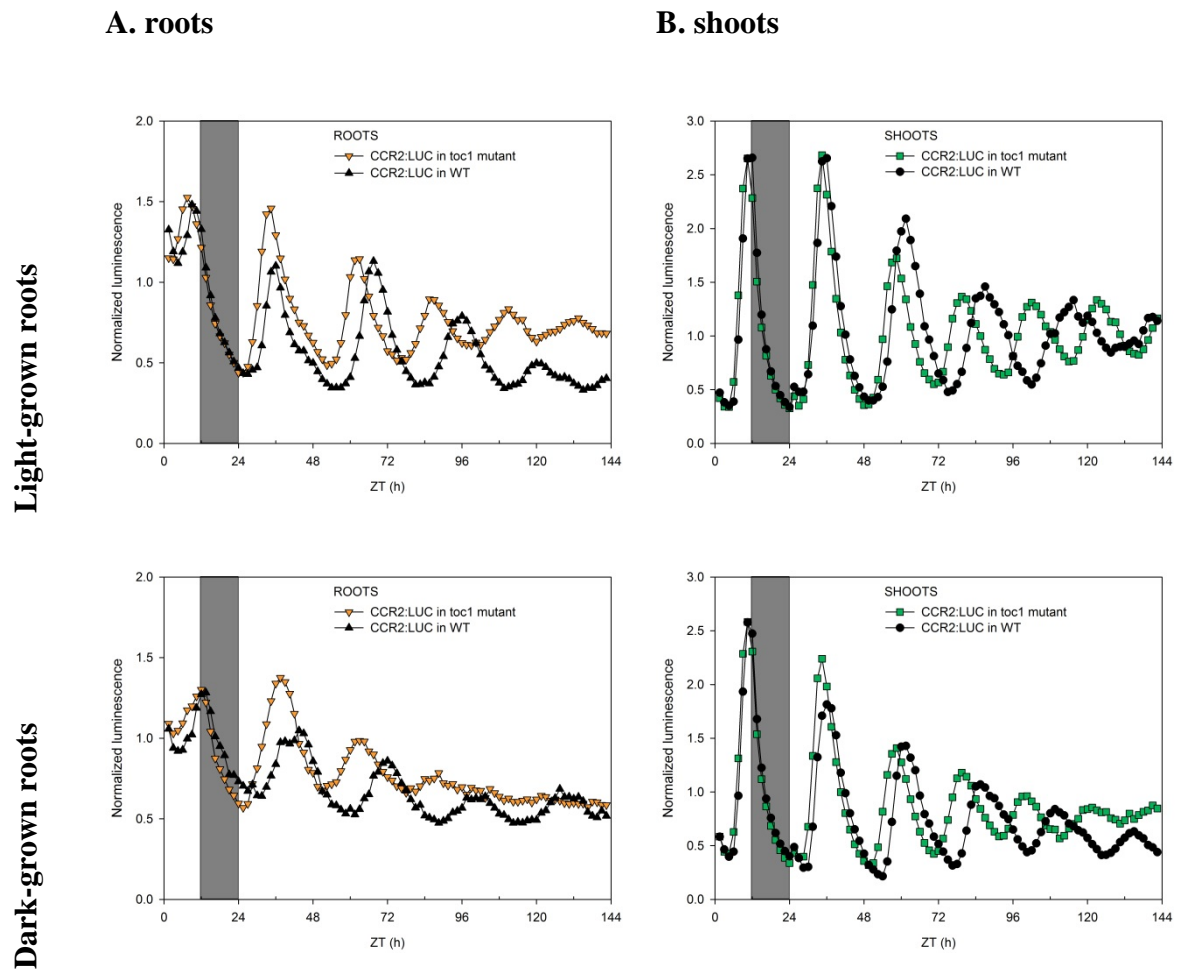 A. roots
B. shoots
Light-grown roots
2.0
1.5
1.0
0.5
0.0
Normalized luminescence
ROOTS
CCR2:LUC in toc1 mutant
CCR2:LUC in WT
0 24 48 72 96 120 144
ZT (h)
3.0
2.5
2.0
1.5
1.0
0.5
0.0
Normalized luminescence
SHOOTS
CCR2:LUC in toc1 mutant
CCR2:LUC in WT
0 24 48 72 96 120 144
ZT (h)
Dark-grown roots
2.0
1.5
1.0
0.5
0.0
Normalized luminescence
ROOTS
CCR2:LUC in toc1 mutant
CCR2:LUC in WT
0 24 48 72 96 120 144
ZT (h)
3.0
2.5
2.0
1.5
1.0
0.5
0.0
Normalized luminescence
SHOOTS
CCR2:LUC in toc1 mutant
CCR2:LUC in WT
0 24 48 72 96 120 144
ZT (h)